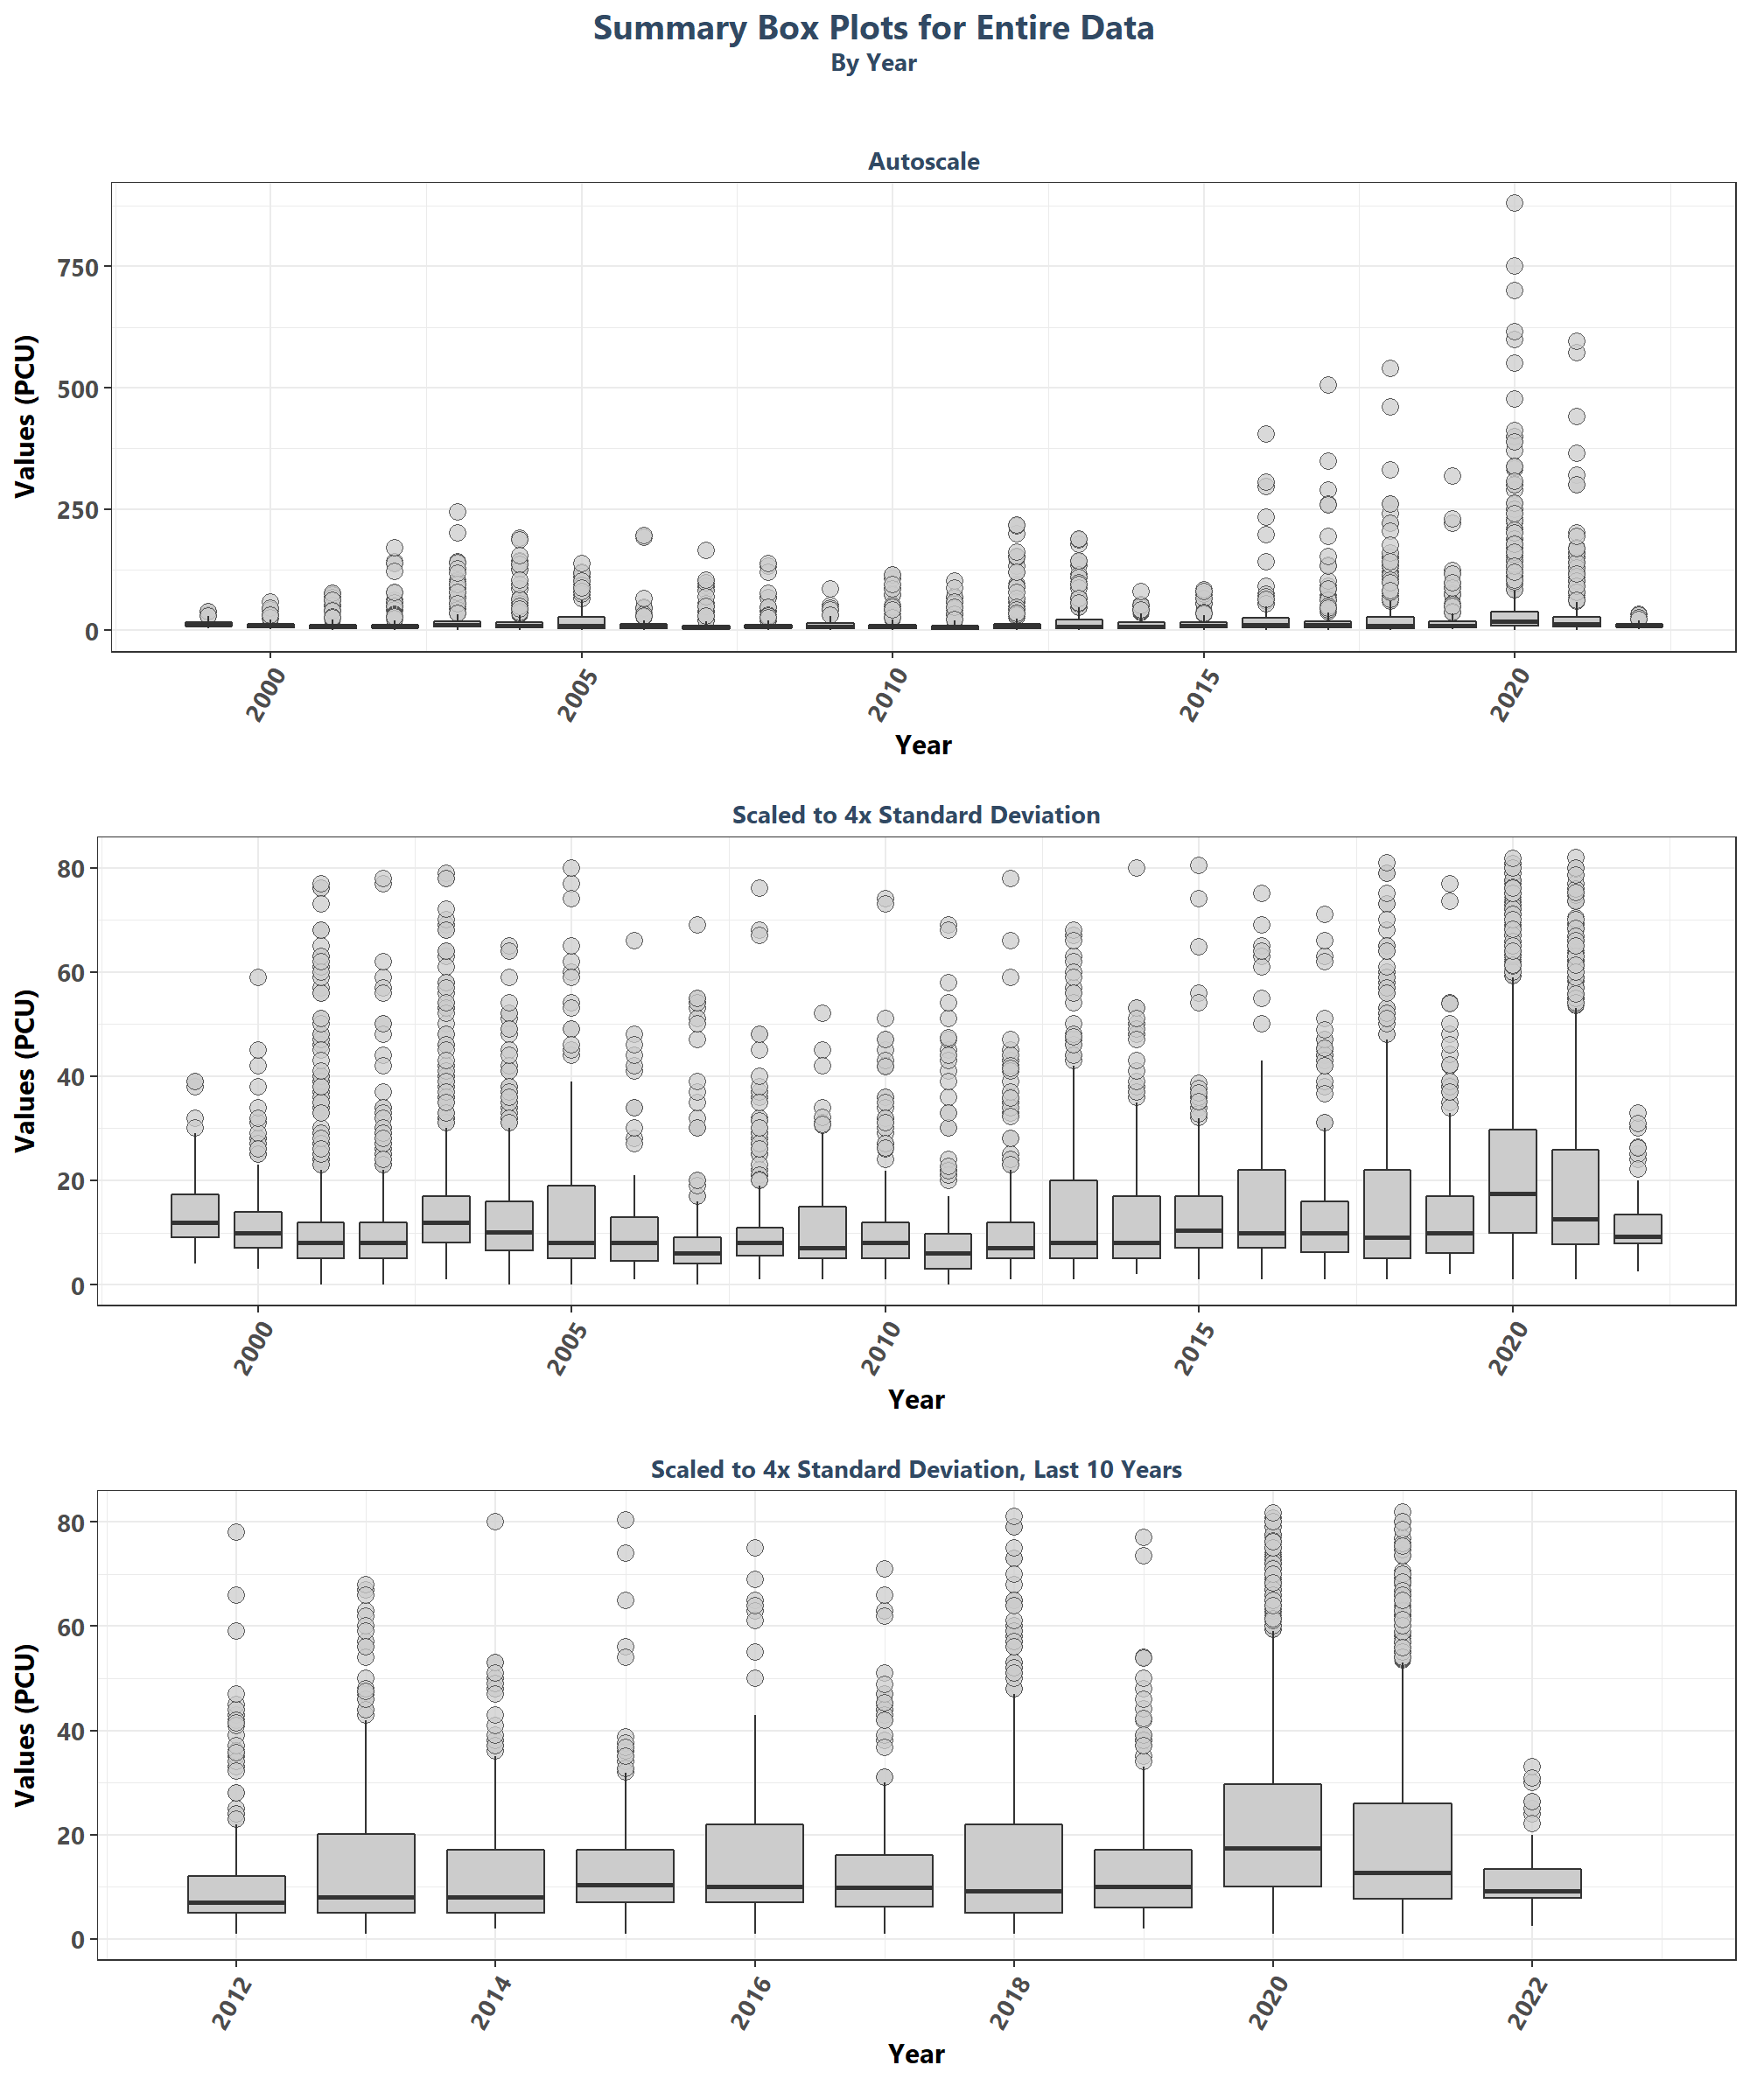 Summary Box Plots for Entire Data
By Year
Autoscale
Values (PCU)
750
500
250
0
2000
2005
2010
2015
2020
Year
Scaled to 4x Standard Deviation
Values (PCU)
80
60
40
20
0
2000
2005
2010
2015
2020
Year
Scaled to 4x Standard Deviation, Last 10 Years
Values (PCU)
80
60
40
20
0
2012
2014
2016
2018
2020
2022
Year